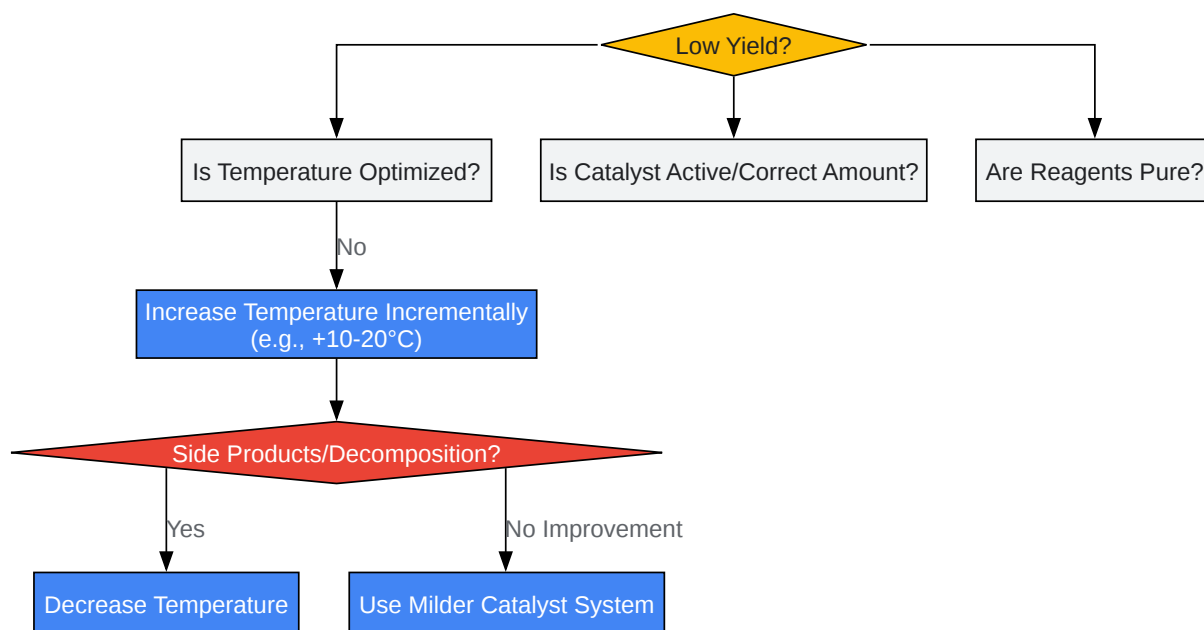 Low Yield?
Is Temperature Optimized?
Is Catalyst Active/Correct Amount?
Are Reagents Pure?
No
Increase Temperature Incrementally
(e.g., +10-20°C)
Side Products/Decomposition?
Yes
No Improvement
Decrease Temperature
Use Milder Catalyst System